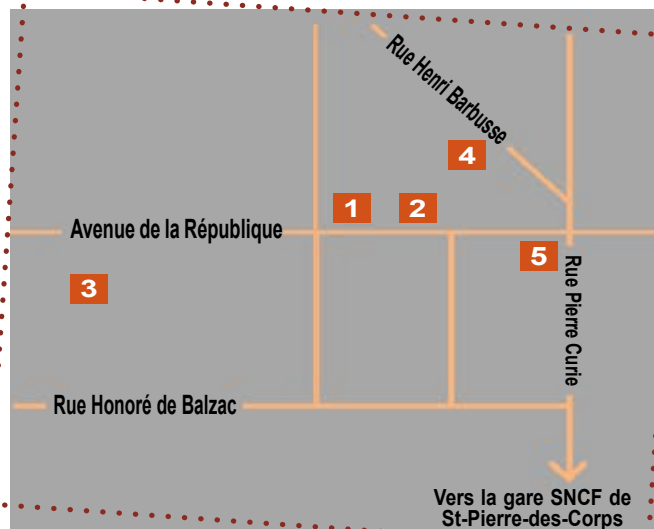 Rue Henri Barbusse
4
1
2
Avenue de la République
5
3
Rue Pierre Curie
Rue Honoré de Balzac
Vers la gare SNCF de
St-Pierre-des-Corps